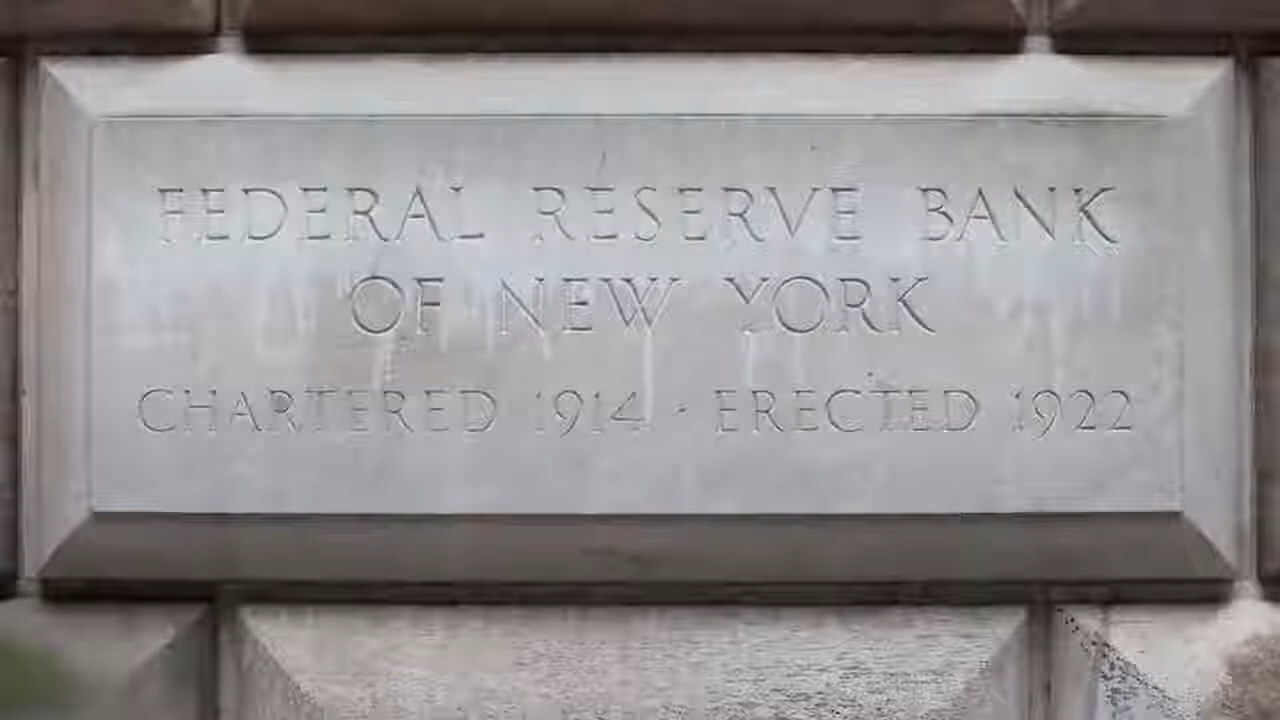 FEDERAL RESERVE BANK
OF NEW YORK
CHARTERED 1914 · ERECTED 1922